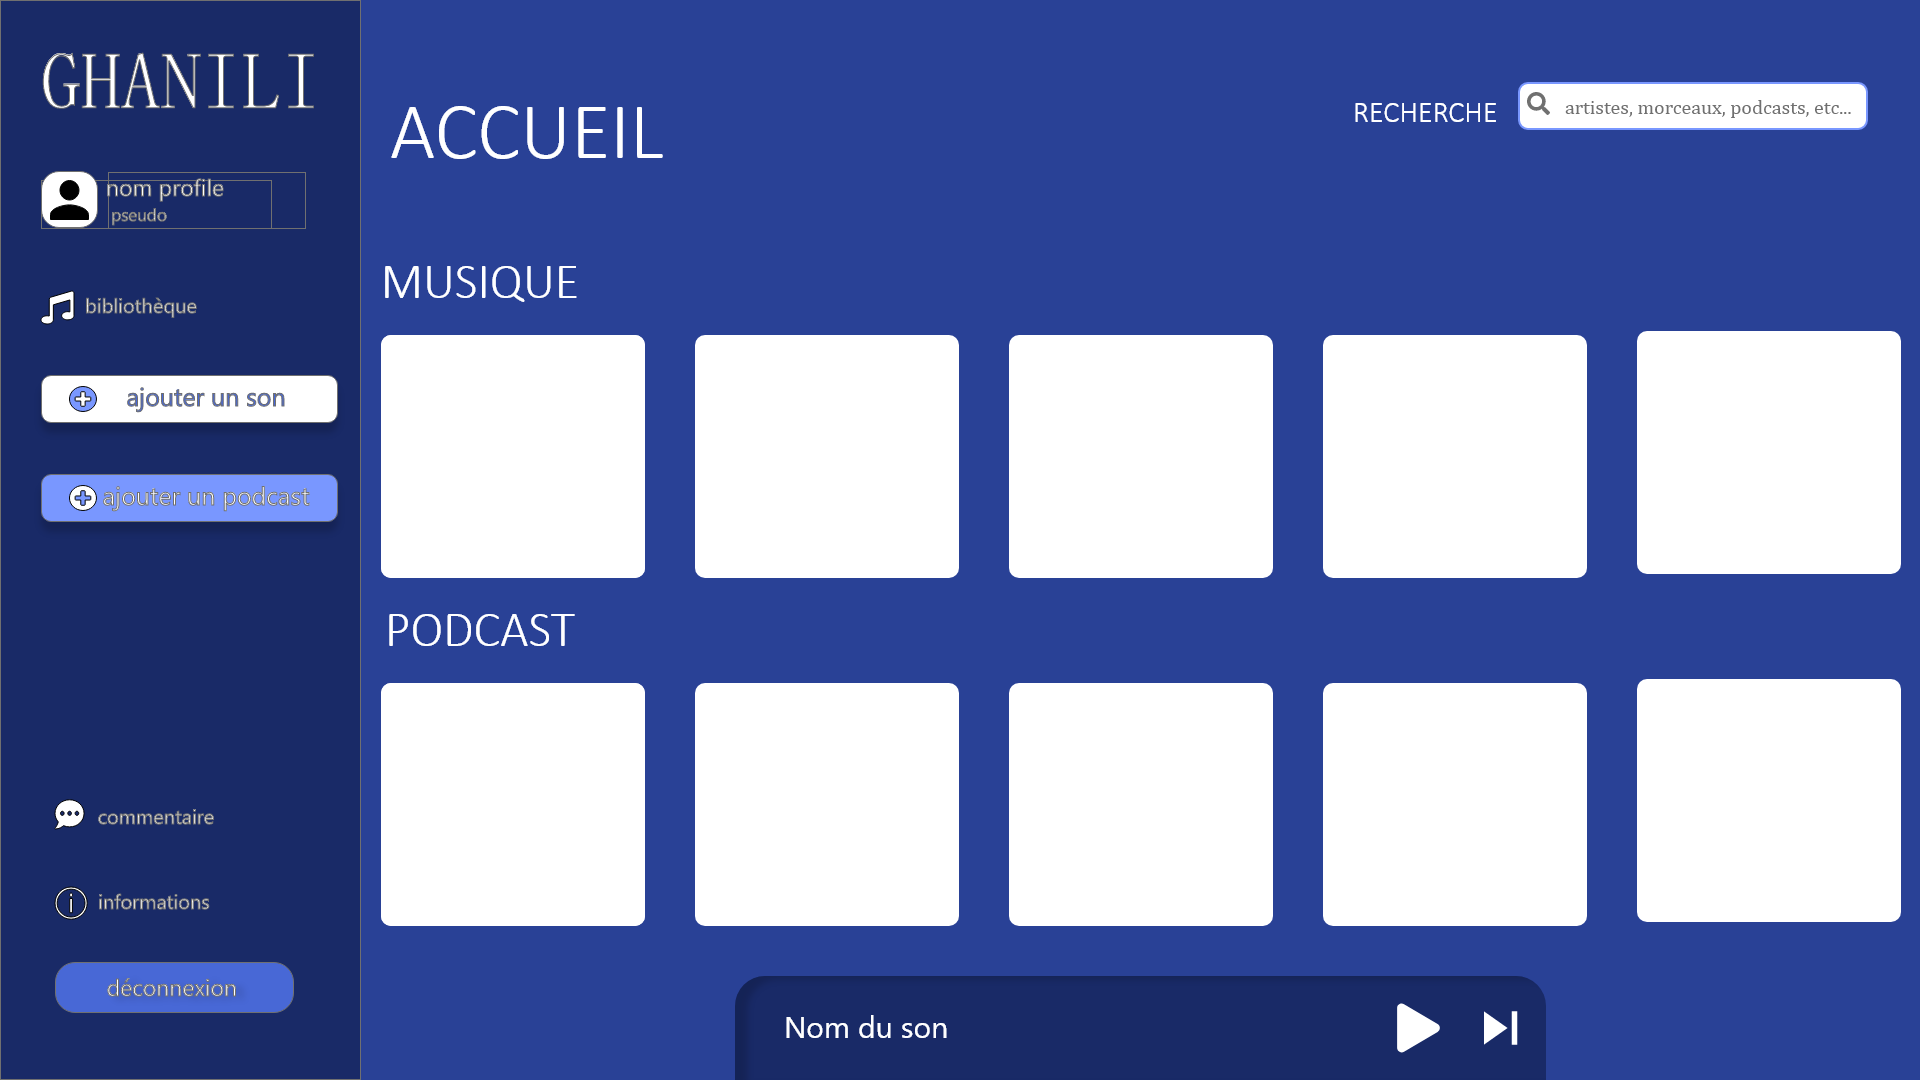 GHANILI
nom profile
pseudo
bibliothèque
ajouter un son
ajouter un podcast
commentaire
informations
déconnexion
ACCUEIL
RECHERCHE
artistes, morceaux, podcasts, etc...
MUSIQUE
PODCAST
Nom du son